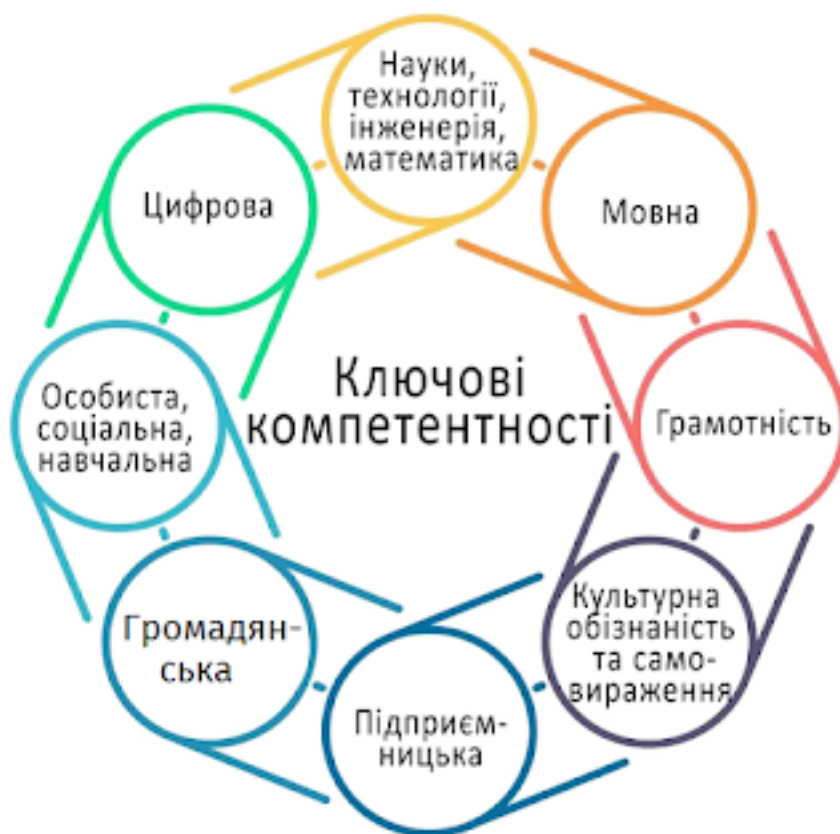 Ключові
компетентності
Науки,
технології,
інженерія,
математика
Мовна
Грамотність
Культурна
обізнаність
та само-
вираження
Підприєм-
ницька
Громадян-
ська
Особиста,
соціальна,
навчальна
Цифрова